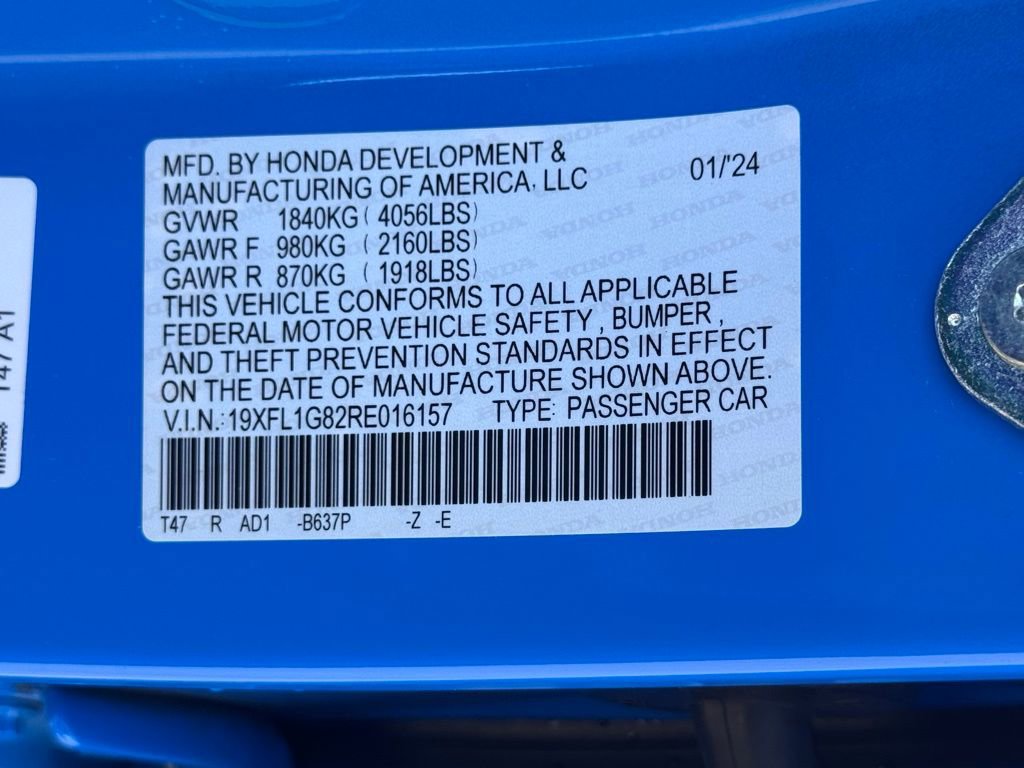 MFD. BY HONDA DEVELOPMENT &
MANUFACTURING OF AMERICA, LLC
01/'24
GVWR 1840KG ( 4056LBS)
GAWR F 980KG ( 2160LBS)
GAWR R 870KG ( 1918LBS)
THIS VEHICLE CONFORMS TO ALL APPLICABLE
FEDERAL MOTOR VEHICLE SAFETY , BUMPER ,
AND THEFT PREVENTION STANDARDS IN EFFECT
ON THE DATE OF MANUFACTURE SHOWN ABOVE.
V.I.N.:19XFL1G82RE016157 TYPE: PASSENGER CAR
T47 R AD1 -B637P -Z -E
T47 A1